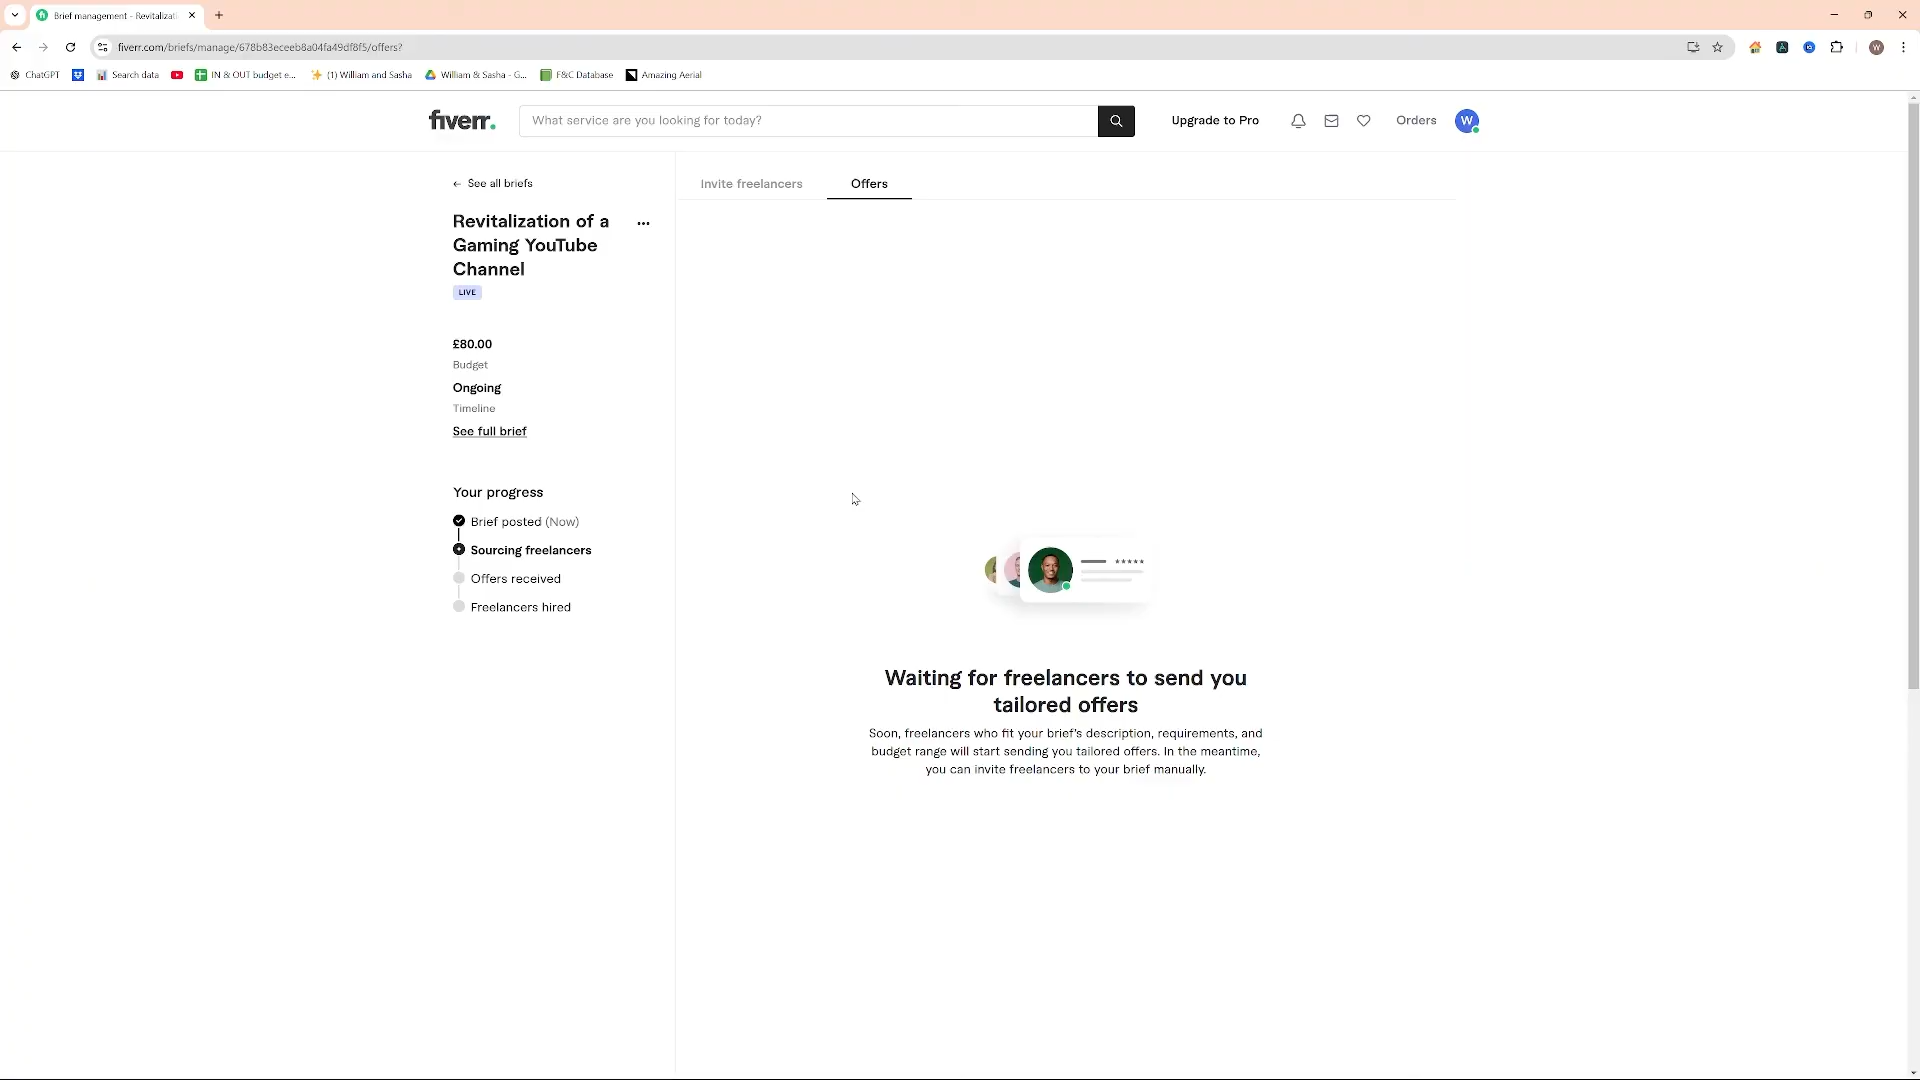 Brief management - Revitalizati
fiverr.com/briefs/manage/678b83eceeb8a04fa49df8f5/offers?
W
ChatGPT
Search data
IN & OUT budget e...
(1) William and Sasha
William & Sasha - G...
F&C Database
Amazing Aerial
fiverr.
What service are you looking for today?
Upgrade to Pro
Orders
W
← See all briefs
Invite freelancers
Offers
Revitalization of a
Gaming YouTube
Channel
LIVE
£80.00
Budget
Ongoing
Timeline
See full brief
Your progress
Brief posted (Now)
Sourcing freelancers
Offers received
Freelancers hired
Waiting for freelancers to send you
tailored offers
Soon, freelancers who fit your brief's description, requirements, and
budget range will start sending you tailored offers. In the meantime,
you can invite freelancers to your brief manually.